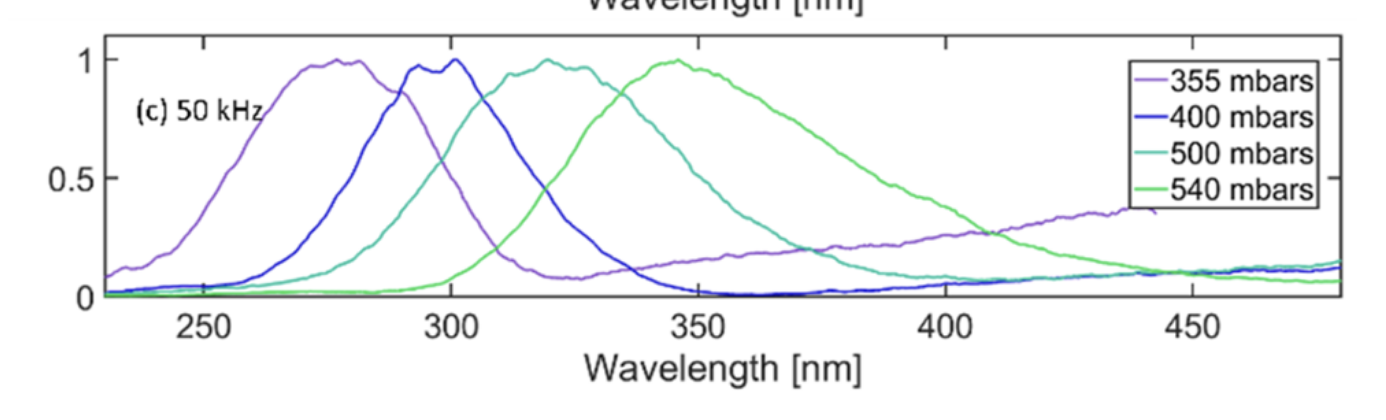 Wavelength [nm]
1
(c) 50 kHz
0.5
0
355 mbars
400 mbars
500 mbars
540 mbars
250 300 350 400 450
Wavelength [nm]